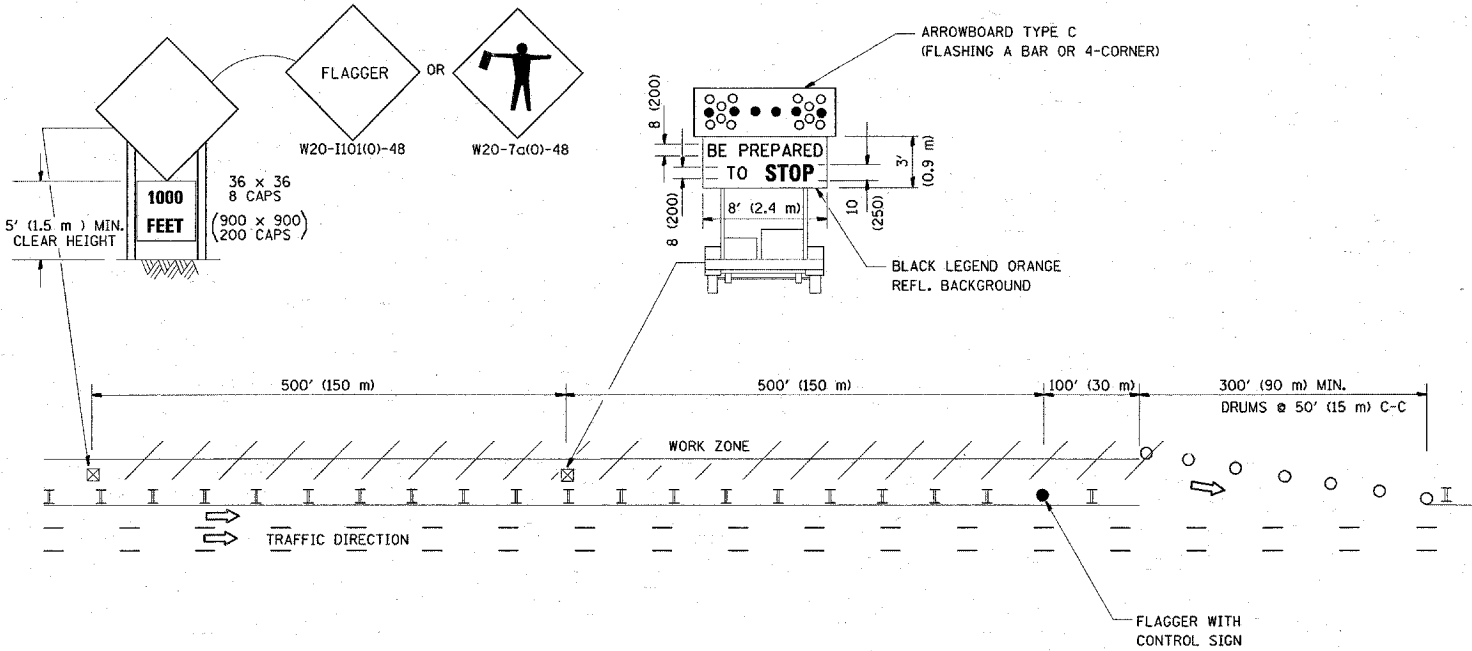 FLAGGER
OR
W20-I101(O)-48
W20-7a(O)-48
1000
FEET
36 x 36
8 CAPS
(900 x 900)
200 CAPS
5' (1.5 m ) MIN.
CLEAR HEIGHT
ARROWBOARD TYPE C
(FLASHING A BAR OR 4-CORNER)
8 (200)
8 (200)
BE PREPARED
TO STOP
3'
(0.9 m)
8' (2.4 m)
10
(250)
BLACK LEGEND ORANGE
REFL. BACKGROUND
500' (150 m)
500' (150 m)
100' (30 m)
300' (90 m) MIN.
DRUMS @ 50' (15 m) C-C
WORK ZONE
TRAFFIC DIRECTION
FLAGGER WITH
CONTROL SIGN